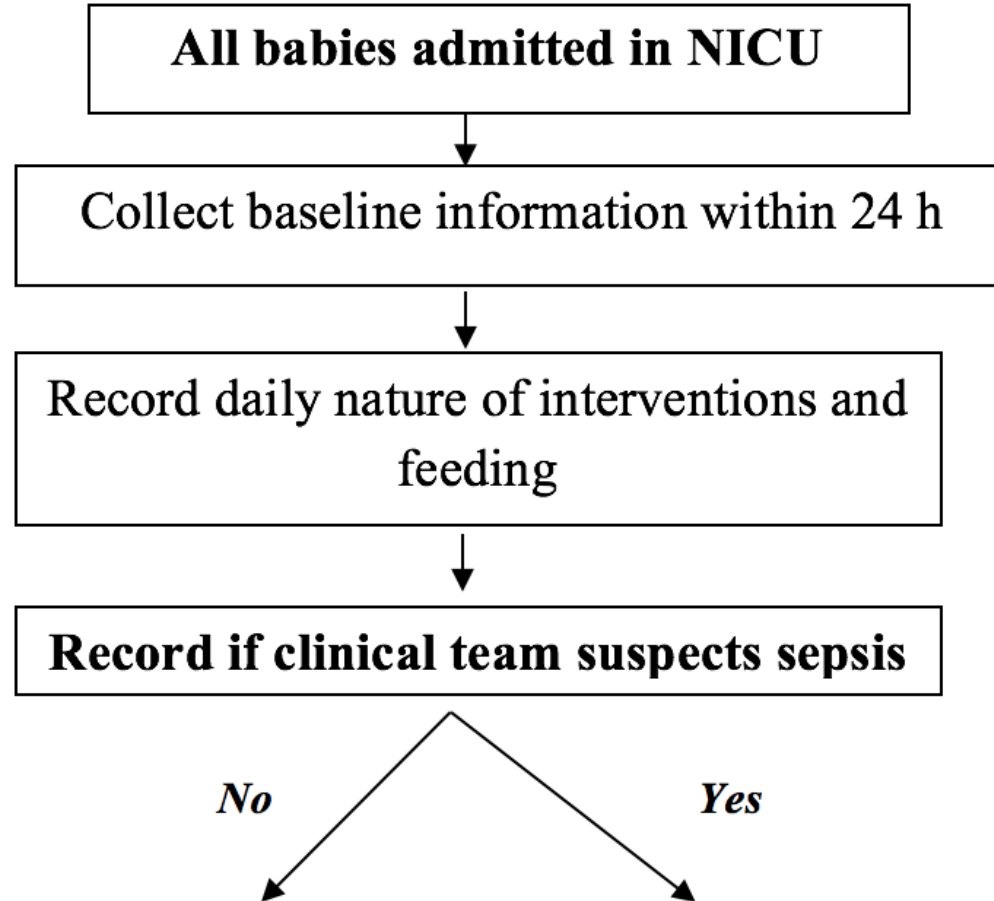 All babies admitted in NICU
Collect baseline information within 24 h
Record daily nature of interventions and
feeding
Record if clinical team suspects sepsis
No
Yes